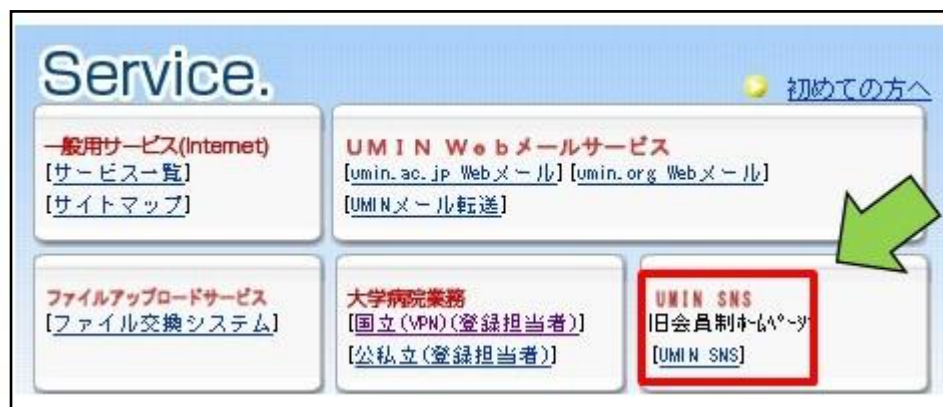 Service.
初めての方へ
一般用サービス(Internet)
[サービス一覧]
[サイトマップ]
UMIN Webメールサービス
[umin.ac.jp Webメール] [umin.org Webメール]
[UMINメール転送]
ファイルアップロードサービス
[ファイル交換システム]
大学病院業務
[国立(VPN)(登録担当者)]
[公私立(登録担当者)]
UMIN SNS
旧会員制ﾎｰﾑﾍﾟｰｼﾞ
[UMIN SNS]